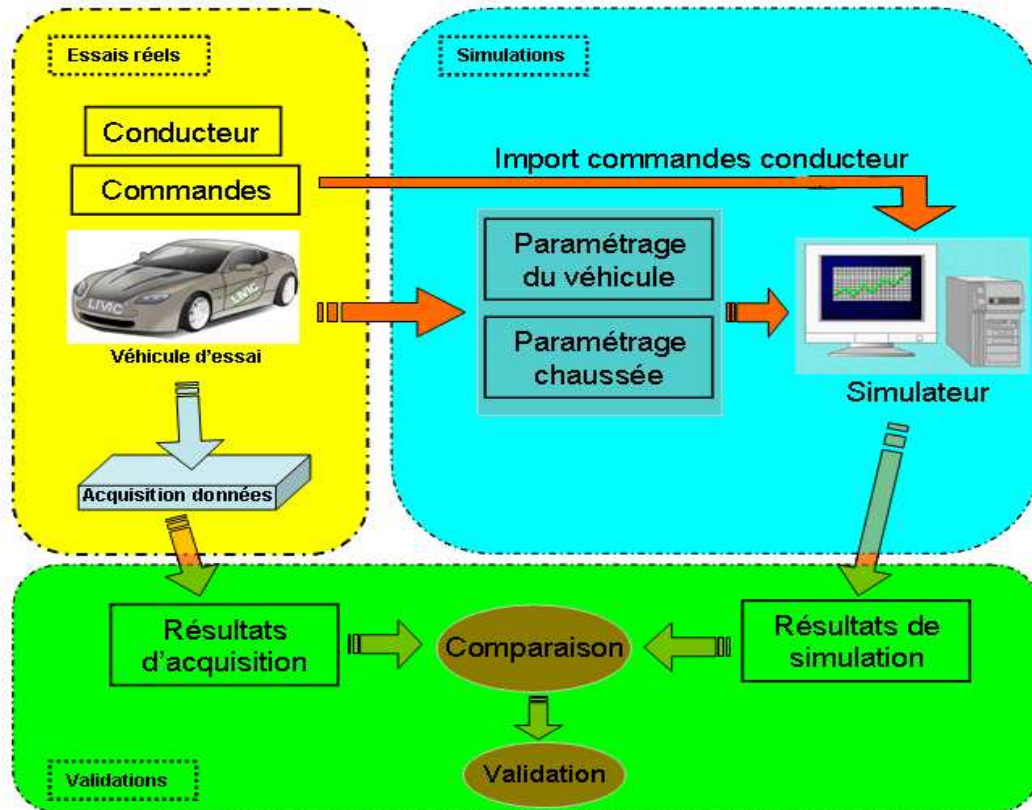 Essais réels
Conducteur
Commandes
LIVIC
LIVIC
Véhicule d'essai
Acquisition données
Simulations
Import commandes conducteur
Paramétrage
du véhicule
Paramétrage
chaussée
Simulateur
Résultats
d'acquisition
Comparaison
Résultats de
simulation
Validation
Validations